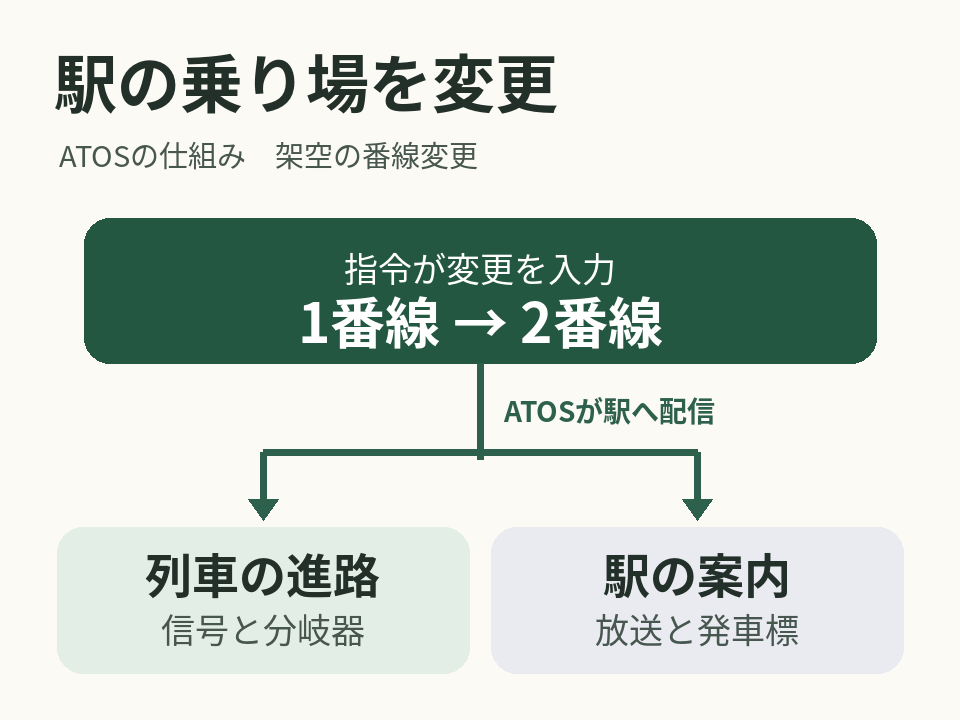 駅の乗り場を変更
ATOSの仕組み　架空の番線変更
指令が変更を入力
1番線 → 2番線
ATOSが駅へ配信
列車の進路
信号と分岐器
駅の案内
放送と発車標